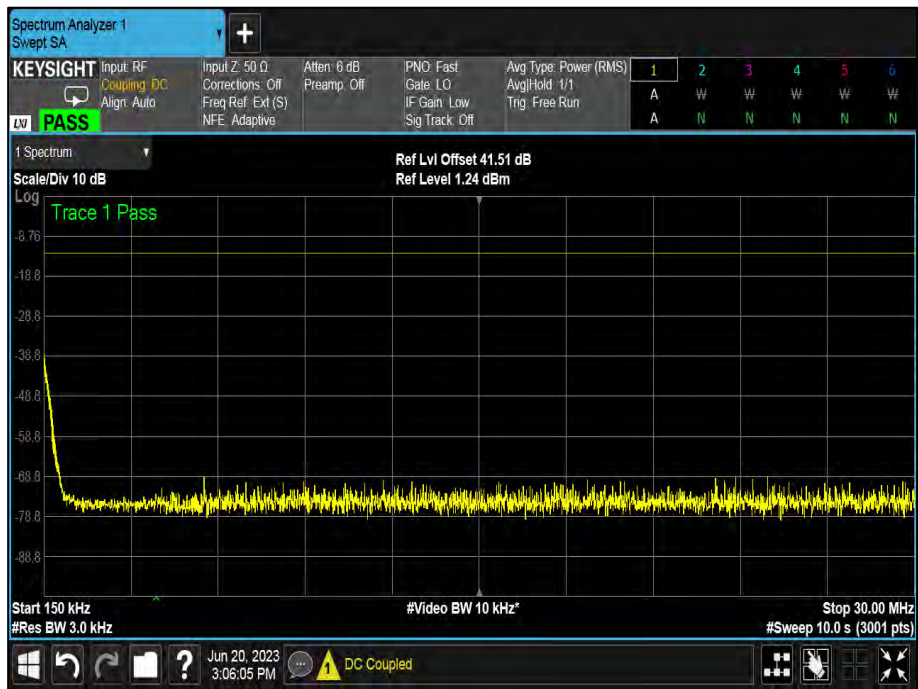 Spectrum Analyzer 1
Swept SA
+
KEYSIGHT
Input: RF
Coupling: DC
Align: Auto
Input Z: 50 Ω
Corrections: Off
Freq Ref: Ext (S)
NFE: Adaptive
Atten: 6 dB
Preamp: Off
PNO: Fast
Gate: LO
IF Gain: Low
Sig Track: Off
Avg Type: Power (RMS)
Avg|Hold: 1/1
Trig: Free Run
1 2 3 4 5 6
A W W W W W
A N N N N N
LXI PASS
1 Spectrum
Scale/Div 10 dB
Ref Lvl Offset 41.51 dB
Ref Level 1.24 dBm
Log
Trace 1 Pass
-8.76
-18.8
-28.8
-38.8
-48.8
-58.8
-68.8
-78.8
-88.8
Start 150 kHz
#Video BW 10 kHz*
Stop 30.00 MHz
#Res BW 3.0 kHz
#Sweep 10.0 s (3001 pts)
?
Jun 20, 2023
3:06:05 PM
1
DC Coupled